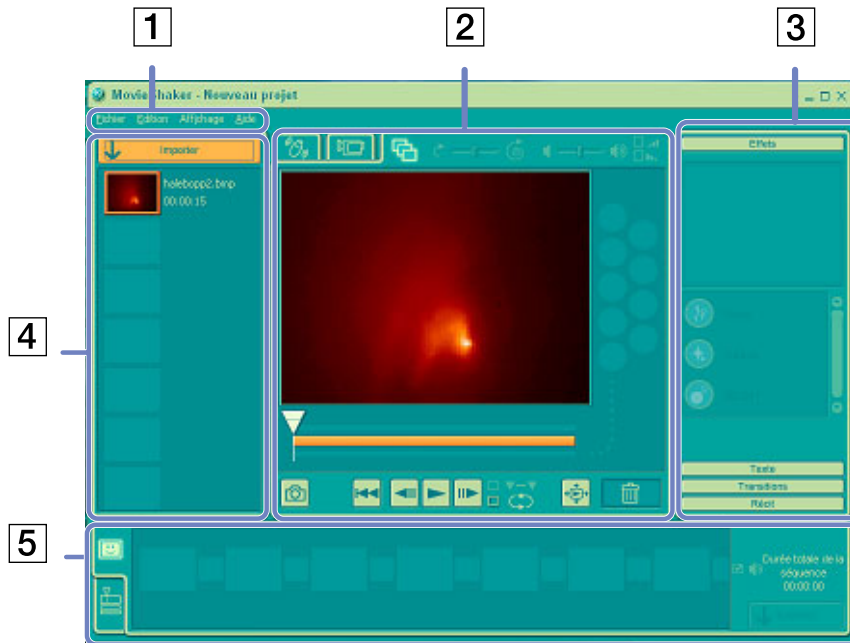 1
2
3
MovieShaker - Nouveau projet
Fichier Edition Affichage Aide
Importer
Effets
halebopp2.bmp
00:00:15
4
Texte
Transitions
Récit
5
Durée totale de la
séquence
00:00:00